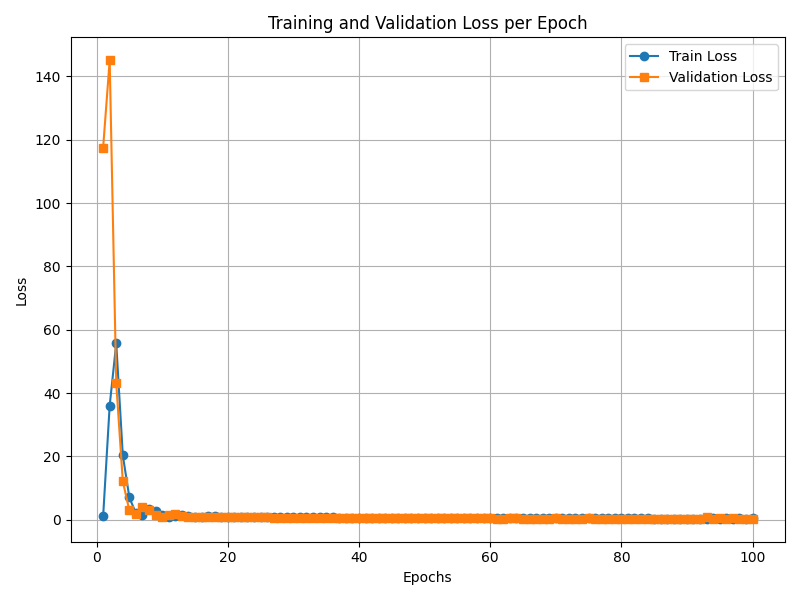 Training and Validation Loss per Epoch
Train Loss
Validation Loss
Loss
140
120
100
80
60
40
20
0
0 20 40 60 80 100
Epochs